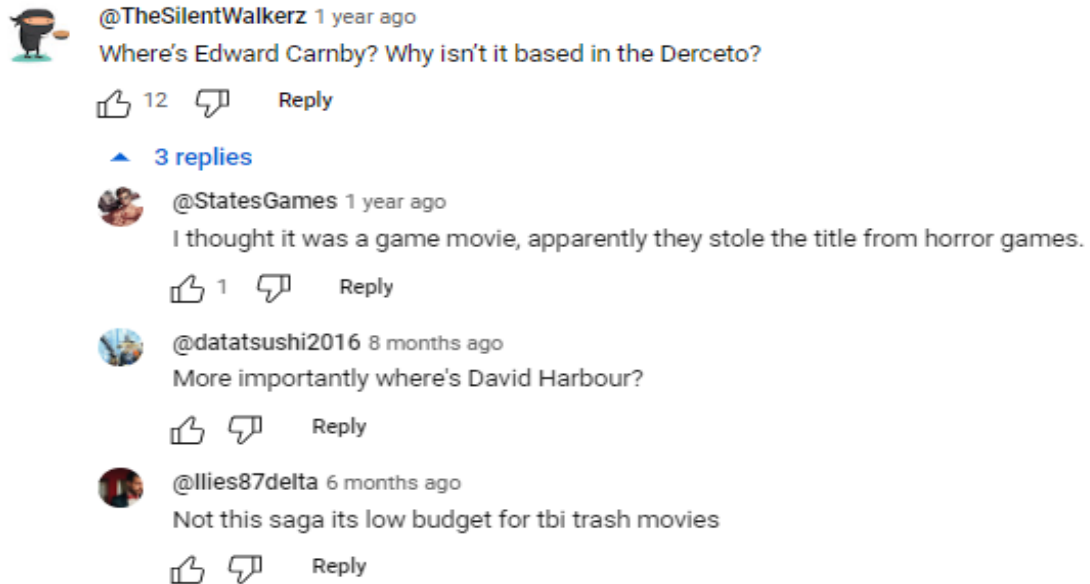 @TheSilentWalkerz 1 year ago
Where's Edward Carnby? Why isn't it based in the Derceto?
12 Reply
3 replies
@StatesGames 1 year ago
I thought it was a game movie, apparently they stole the title from horror games.
1 Reply
@datatsushi2016 8 months ago
More importantly where's David Harbour?
Reply
@llies87delta 6 months ago
Not this saga its low budget for tbi trash movies
Reply